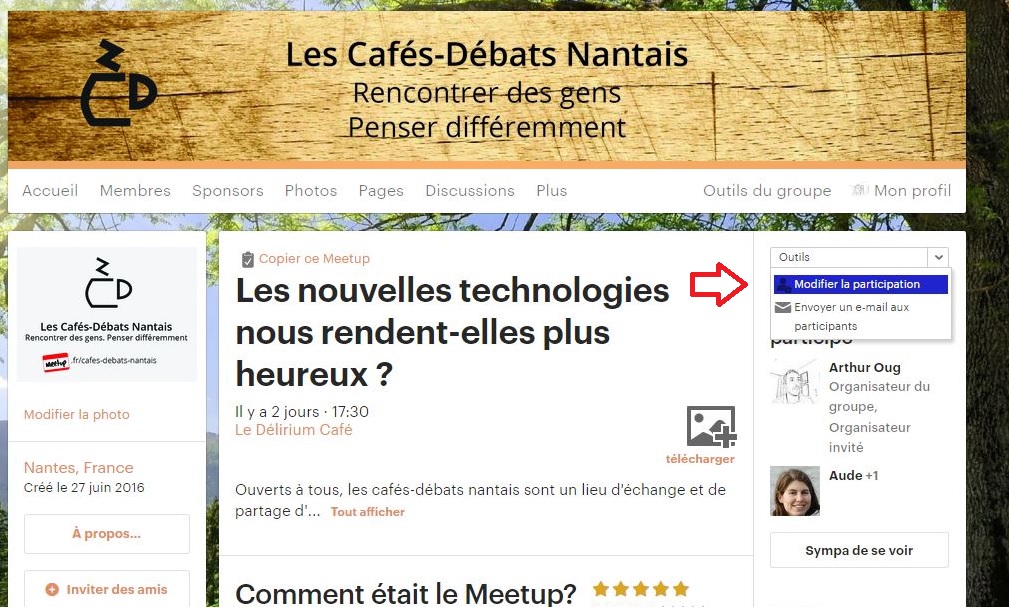 Les Cafés-Débats Nantais
Rencontrer des gens
Penser différemment
Accueil Membres Sponsors Photos Pages Discussions Plus Outils du groupe Mon profil
Les Cafés-Débats Nantais
Rencontrer des gens. Penser différemment
meetup .fr/cafes-debats-nantais
Modifier la photo
Nantes, France
Créé le 27 juin 2016
À propos...
Inviter des amis
Copier ce Meetup
Les nouvelles technologies
nous rendent-elles plus
heureux ?
Il y a 2 jours · 17:30
Le Délirium Café
télécharger
Ouverts à tous, les cafés-débats nantais sont un lieu d'échange et de
partage d'... Tout afficher
Comment était le Meetup?
Outils
Modifier la participation
Envoyer un e-mail aux
participants
Arthur Oug
Organisateur du
groupe,
Organisateur
invité
Aude +1
Sympa de se voir